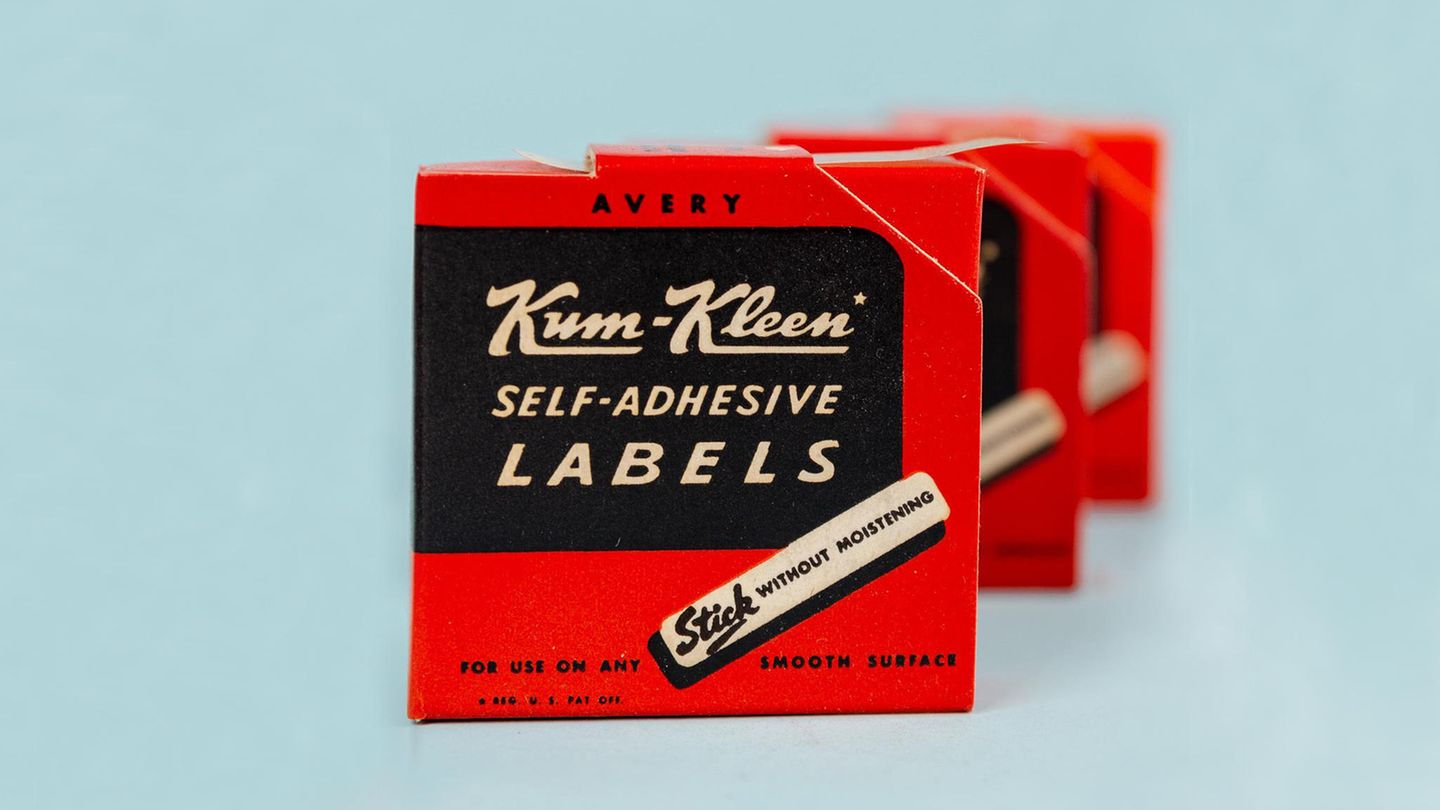 AVERY
Kum-Kleen*
SELF-ADHESIVE
LABELS
Stick WITHOUT MOISTENING
FOR USE ON ANY SMOOTH SURFACE
* REG. U. S. PAT OFF.